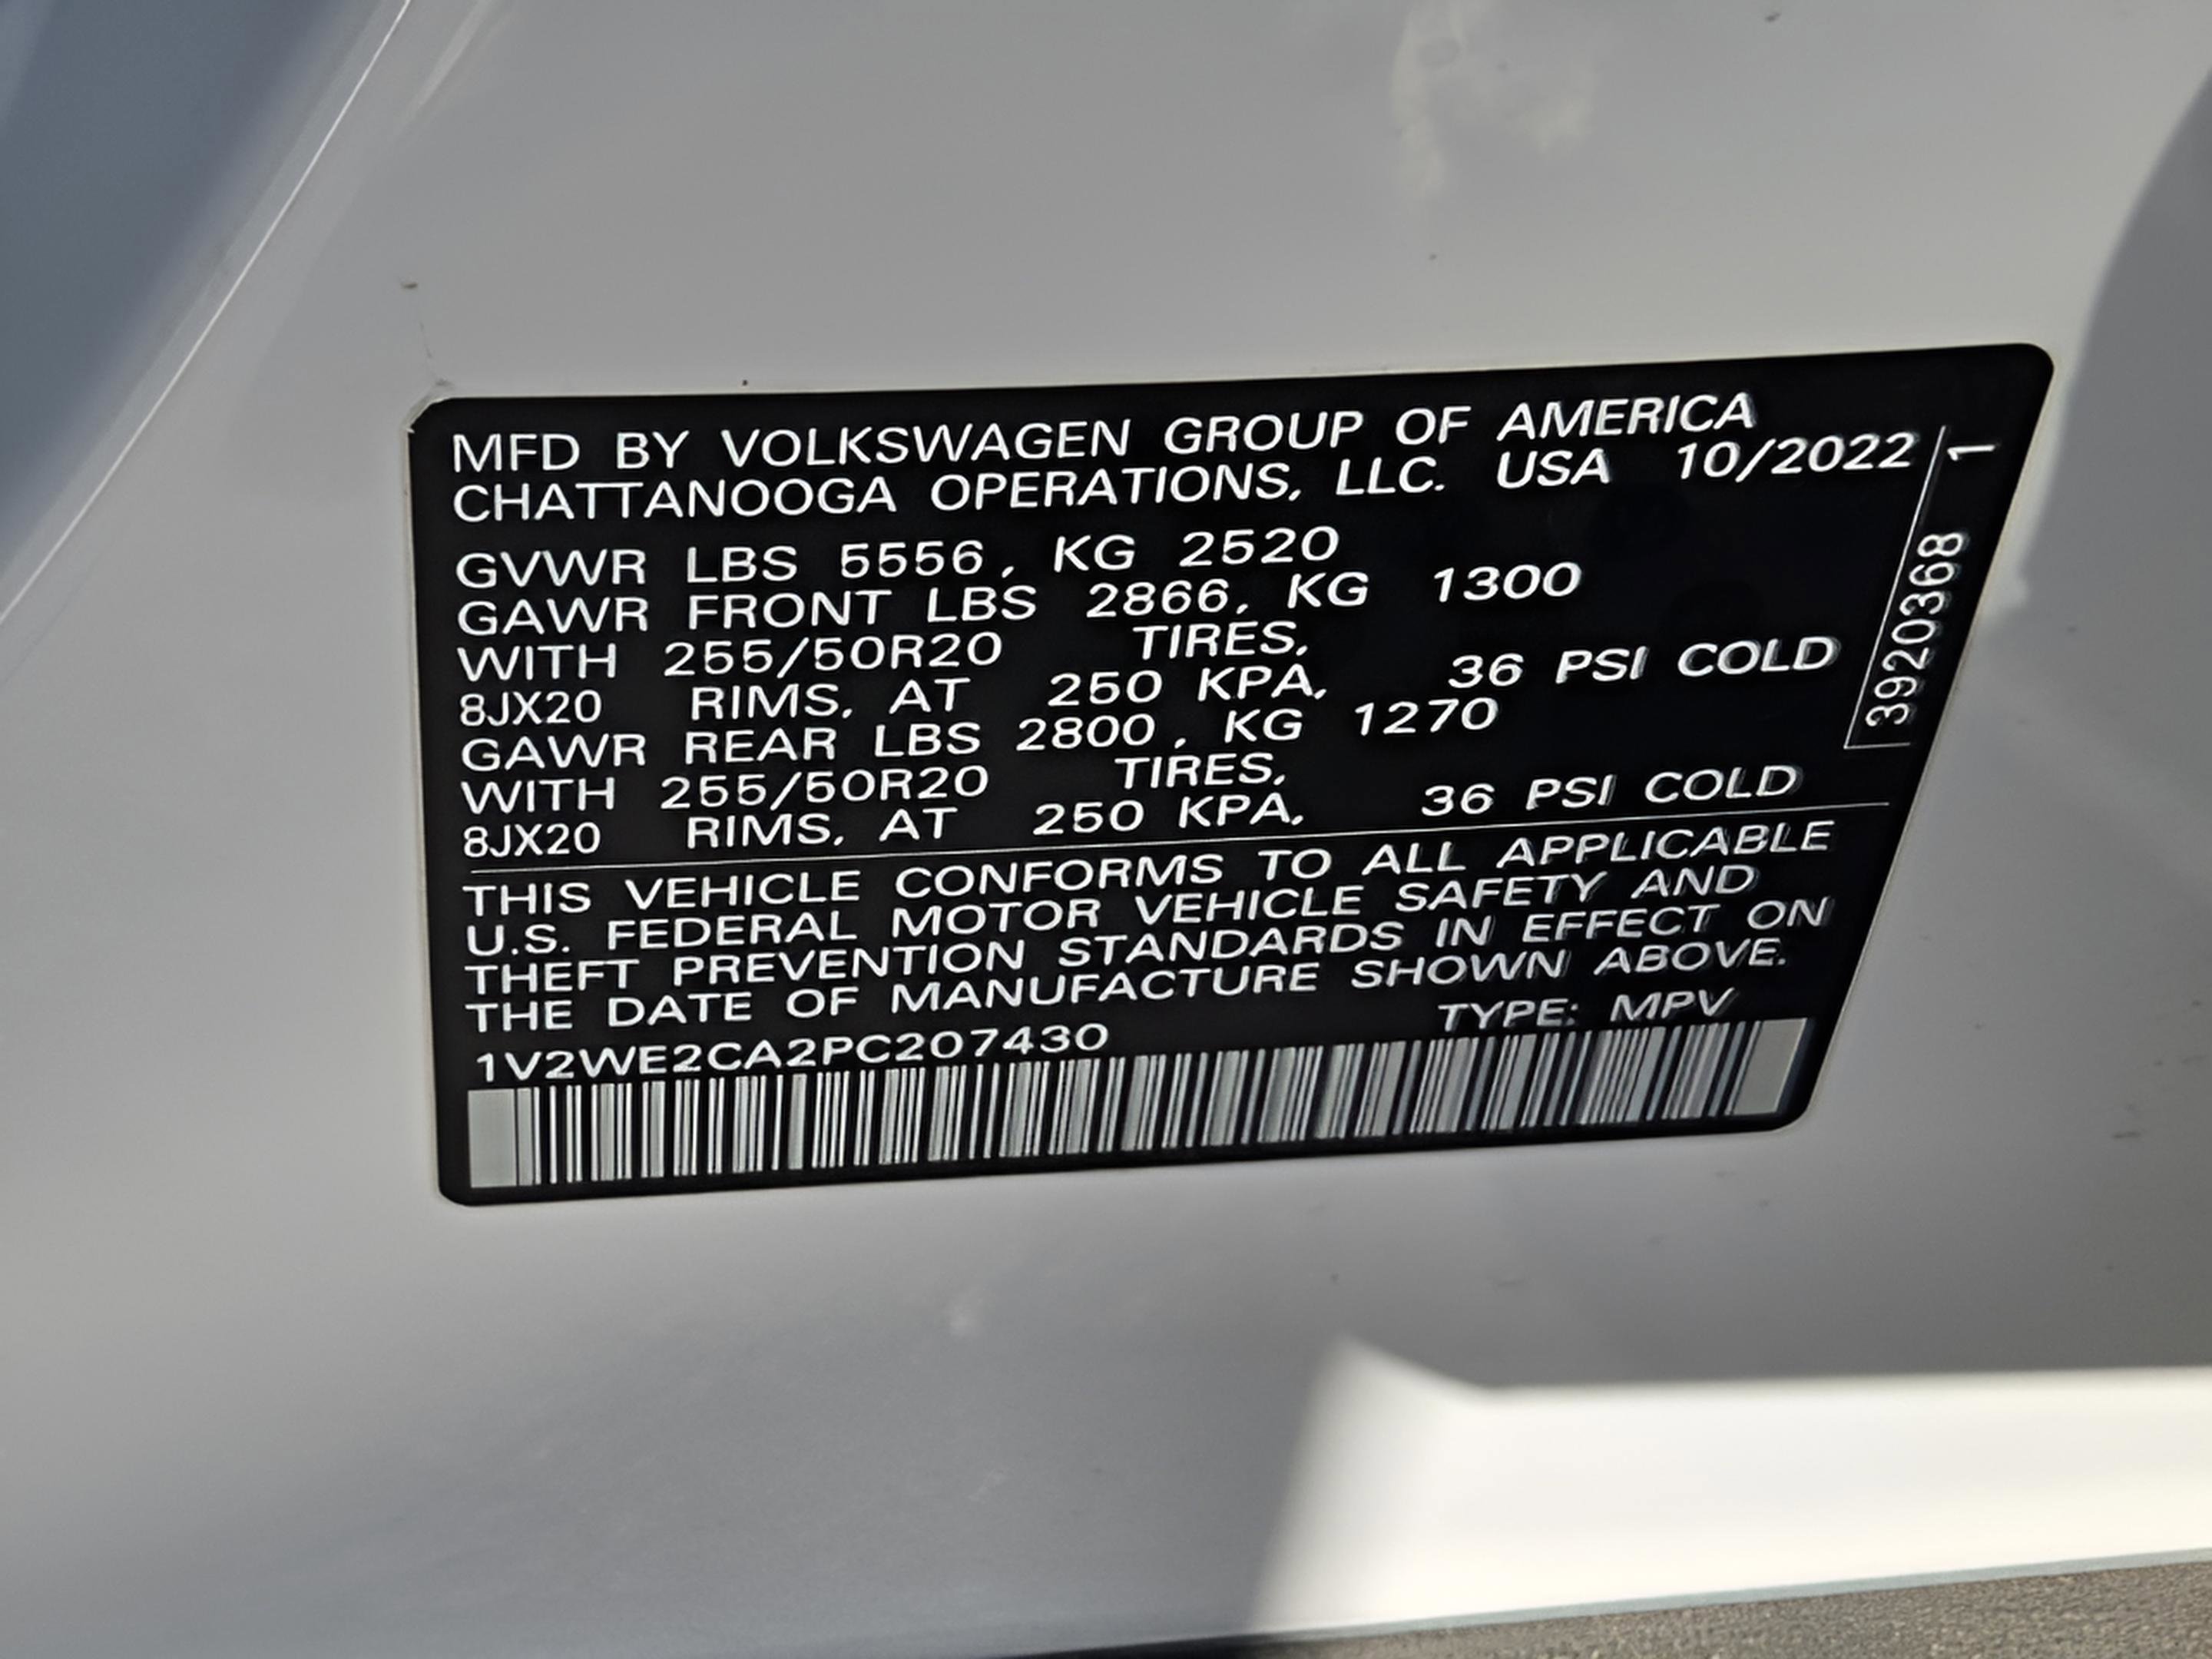 MFD BY VOLKSWAGEN GROUP OF AMERICA
CHATTANOOGA OPERATIONS, LLC. USA 10/2022
GVWR LBS 5556, KG 2520
GAWR FRONT LBS 2866, KG 1300
WITH 255/50R20 TIRES,
8JX20 RIMS, AT 250 KPA, 36 PSI COLD
GAWR REAR LBS 2800, KG 1270
WITH 255/50R20 TIRES,
8JX20 RIMS, AT 250 KPA, 36 PSI COLD
THIS VEHICLE CONFORMS TO ALL APPLICABLE
U.S. FEDERAL MOTOR VEHICLE SAFETY AND
THEFT PREVENTION STANDARDS IN EFFECT ON
THE DATE OF MANUFACTURE SHOWN ABOVE.
TYPE: MPV
1V2WE2CA2PC207430
3920368 1